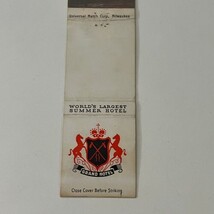 Universal Match Corp., Milwaukee
WORLD'S LARGEST
SUMMER HOTEL
GRAND HOTEL
Close Cover Before Striking